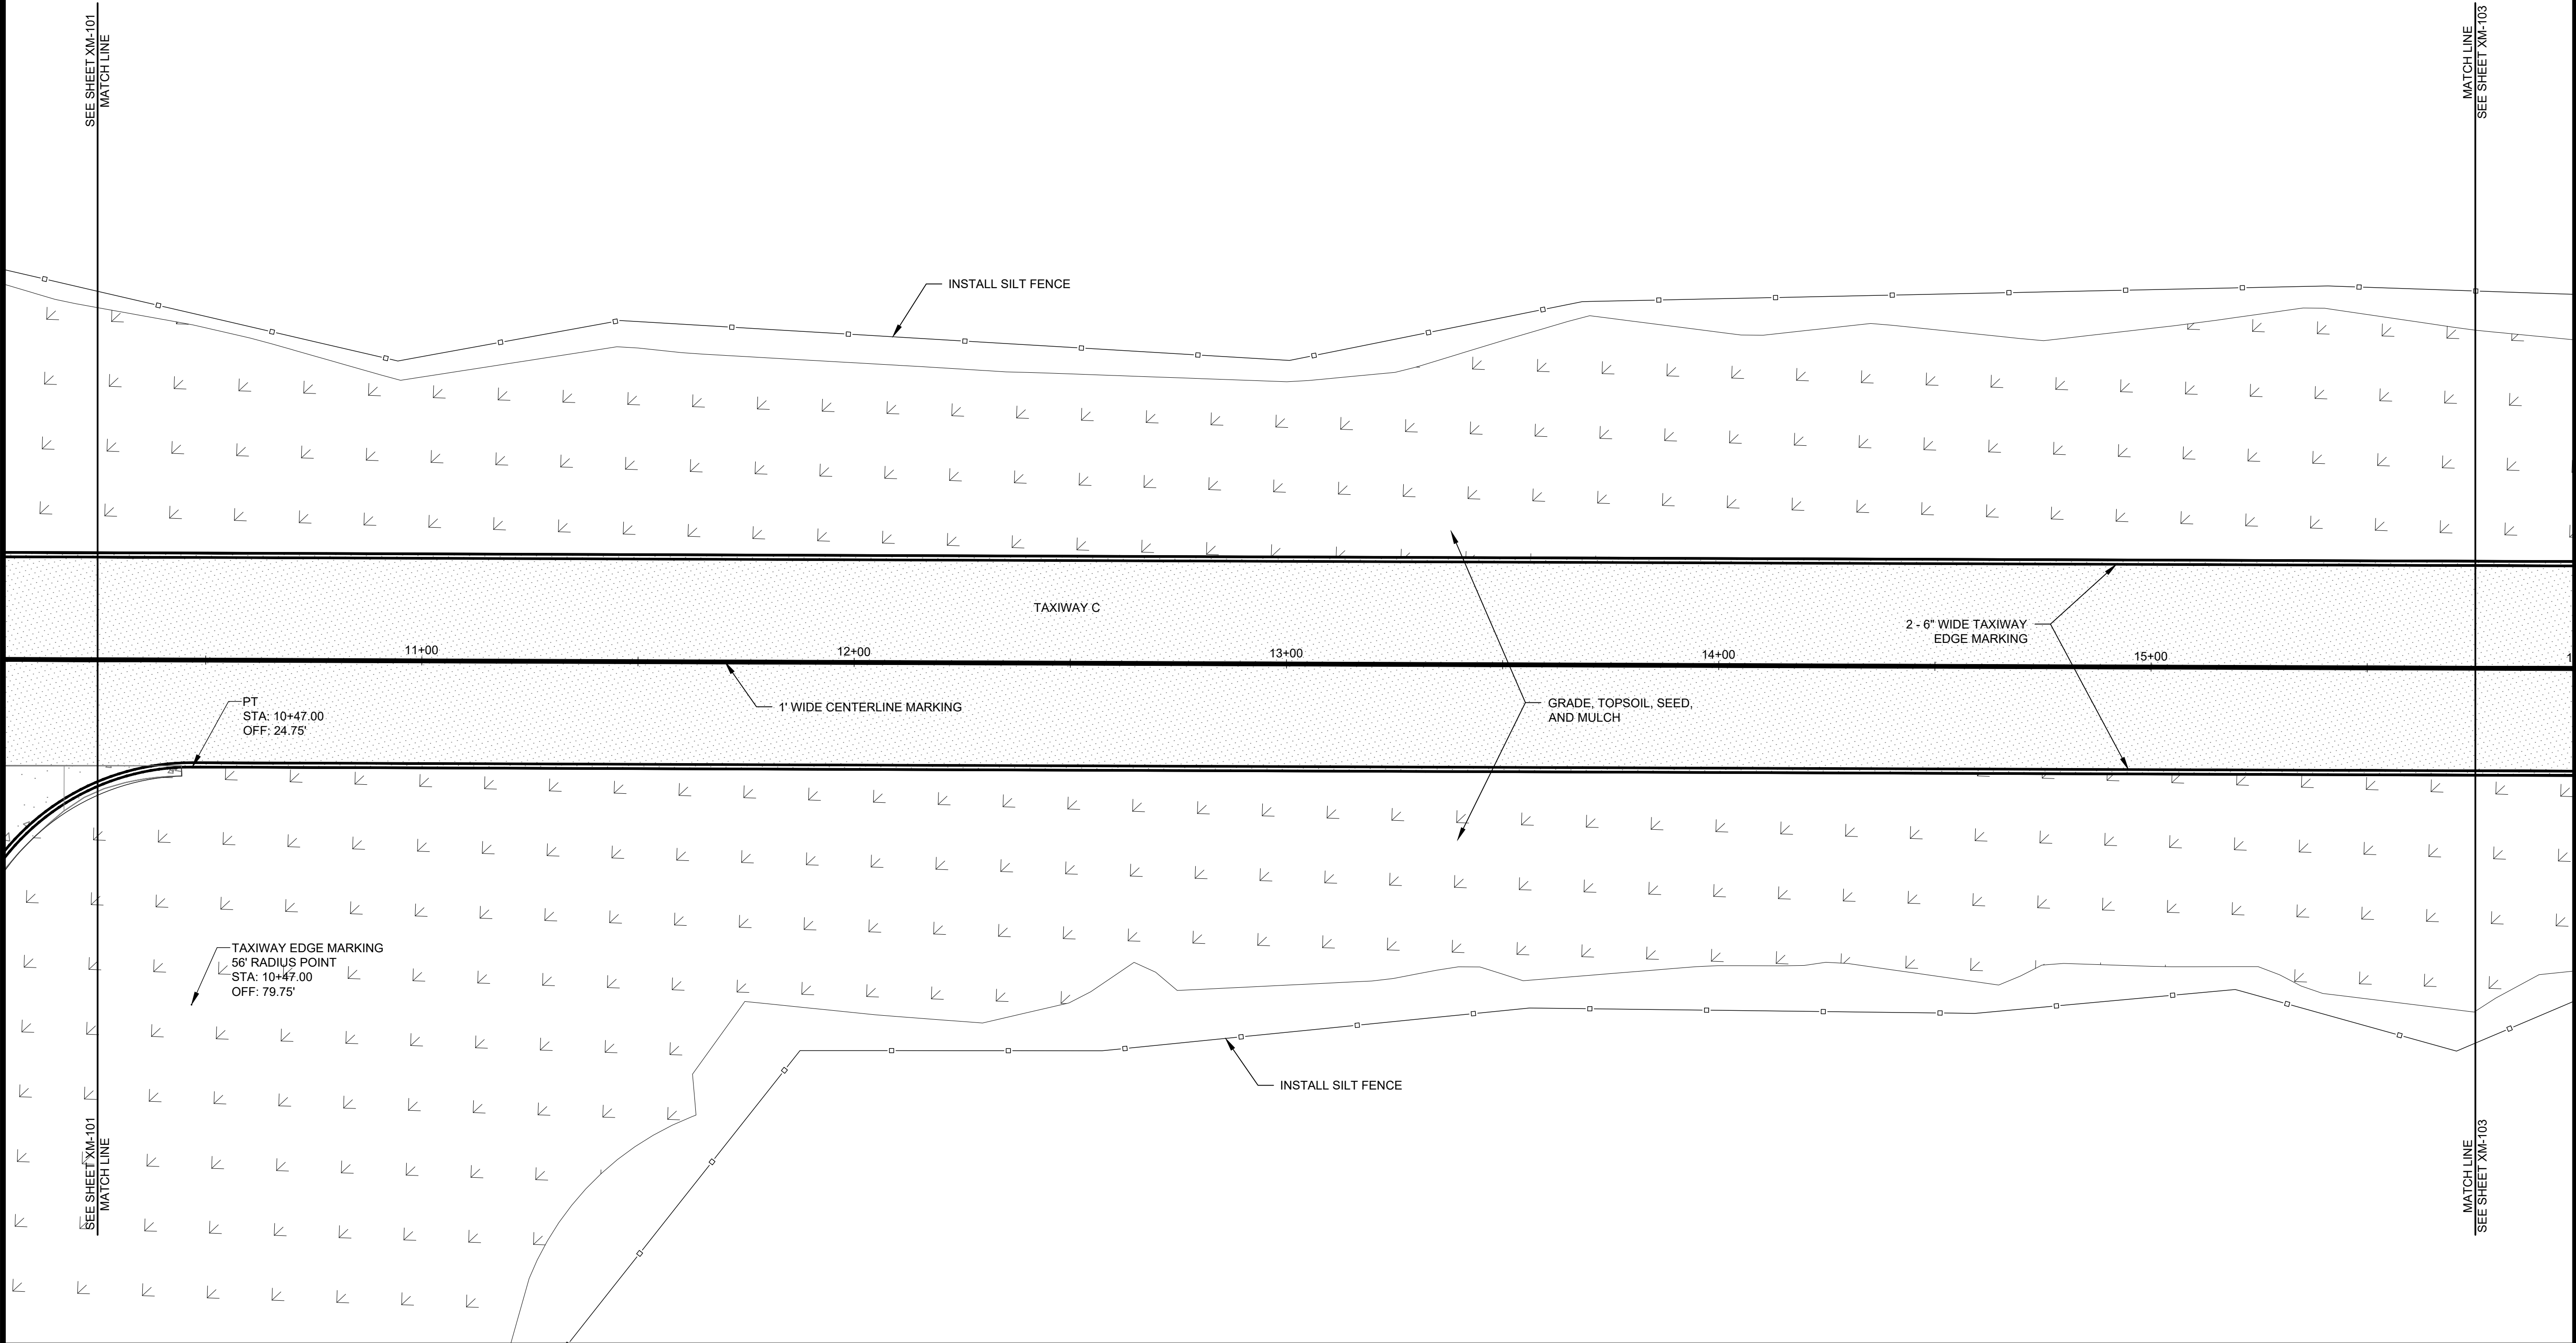 SEE SHEET XM-101
MATCH LINE
MATCH LINE
SEE SHEET XM-103
INSTALL SILT FENCE
TAXIWAY C
2 - 6" WIDE TAXIWAY
EDGE MARKING
11+00
12+00
13+00
14+00
15+00
1
PT
STA: 10+47.00
OFF: 24.75'
1' WIDE CENTERLINE MARKING
GRADE, TOPSOIL, SEED,
AND MULCH
TAXIWAY EDGE MARKING
56' RADIUS POINT
STA: 10+47.00
OFF: 79.75'
INSTALL SILT FENCE
SEE SHEET XM-101
MATCH LINE
MATCH LINE
SEE SHEET XM-103